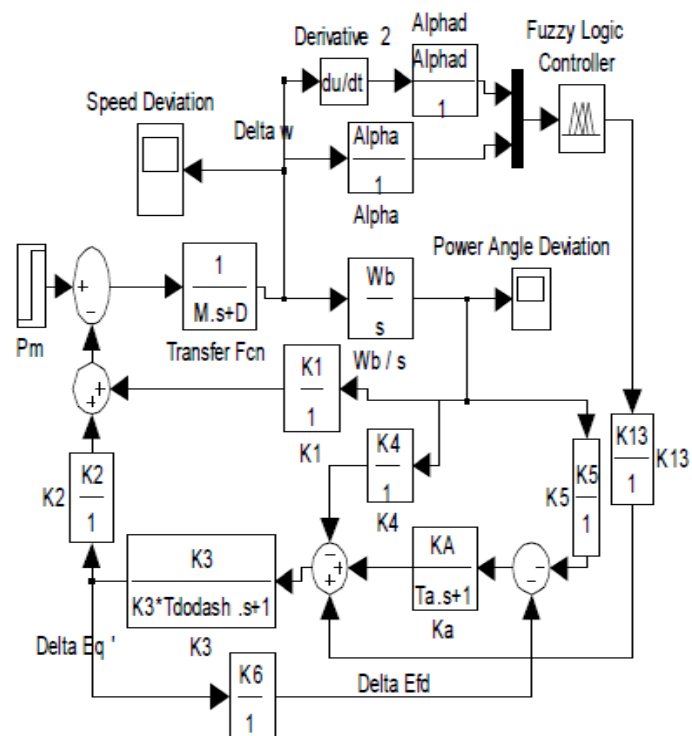 Alphad
Fuzzy Logic
Controller
Derivative 2
Alphad
1
du/dt
Speed Deviation
Delta w
Alpha
1
Alpha
Power Angle Deviation
+
−
1
M.s+D
Wb
s
Pm
Transfer Fcn
Wb / s
K1
1
+
+
K1
K13
1
K13
K4
1
K5
1
K5
K2
1
K2
K4
K3
K3*Tdodash .s+1
−
+
+
KA
Ta.s+1
−
−
K3
Ka
Delta Eq '
K6
1
Delta Efd